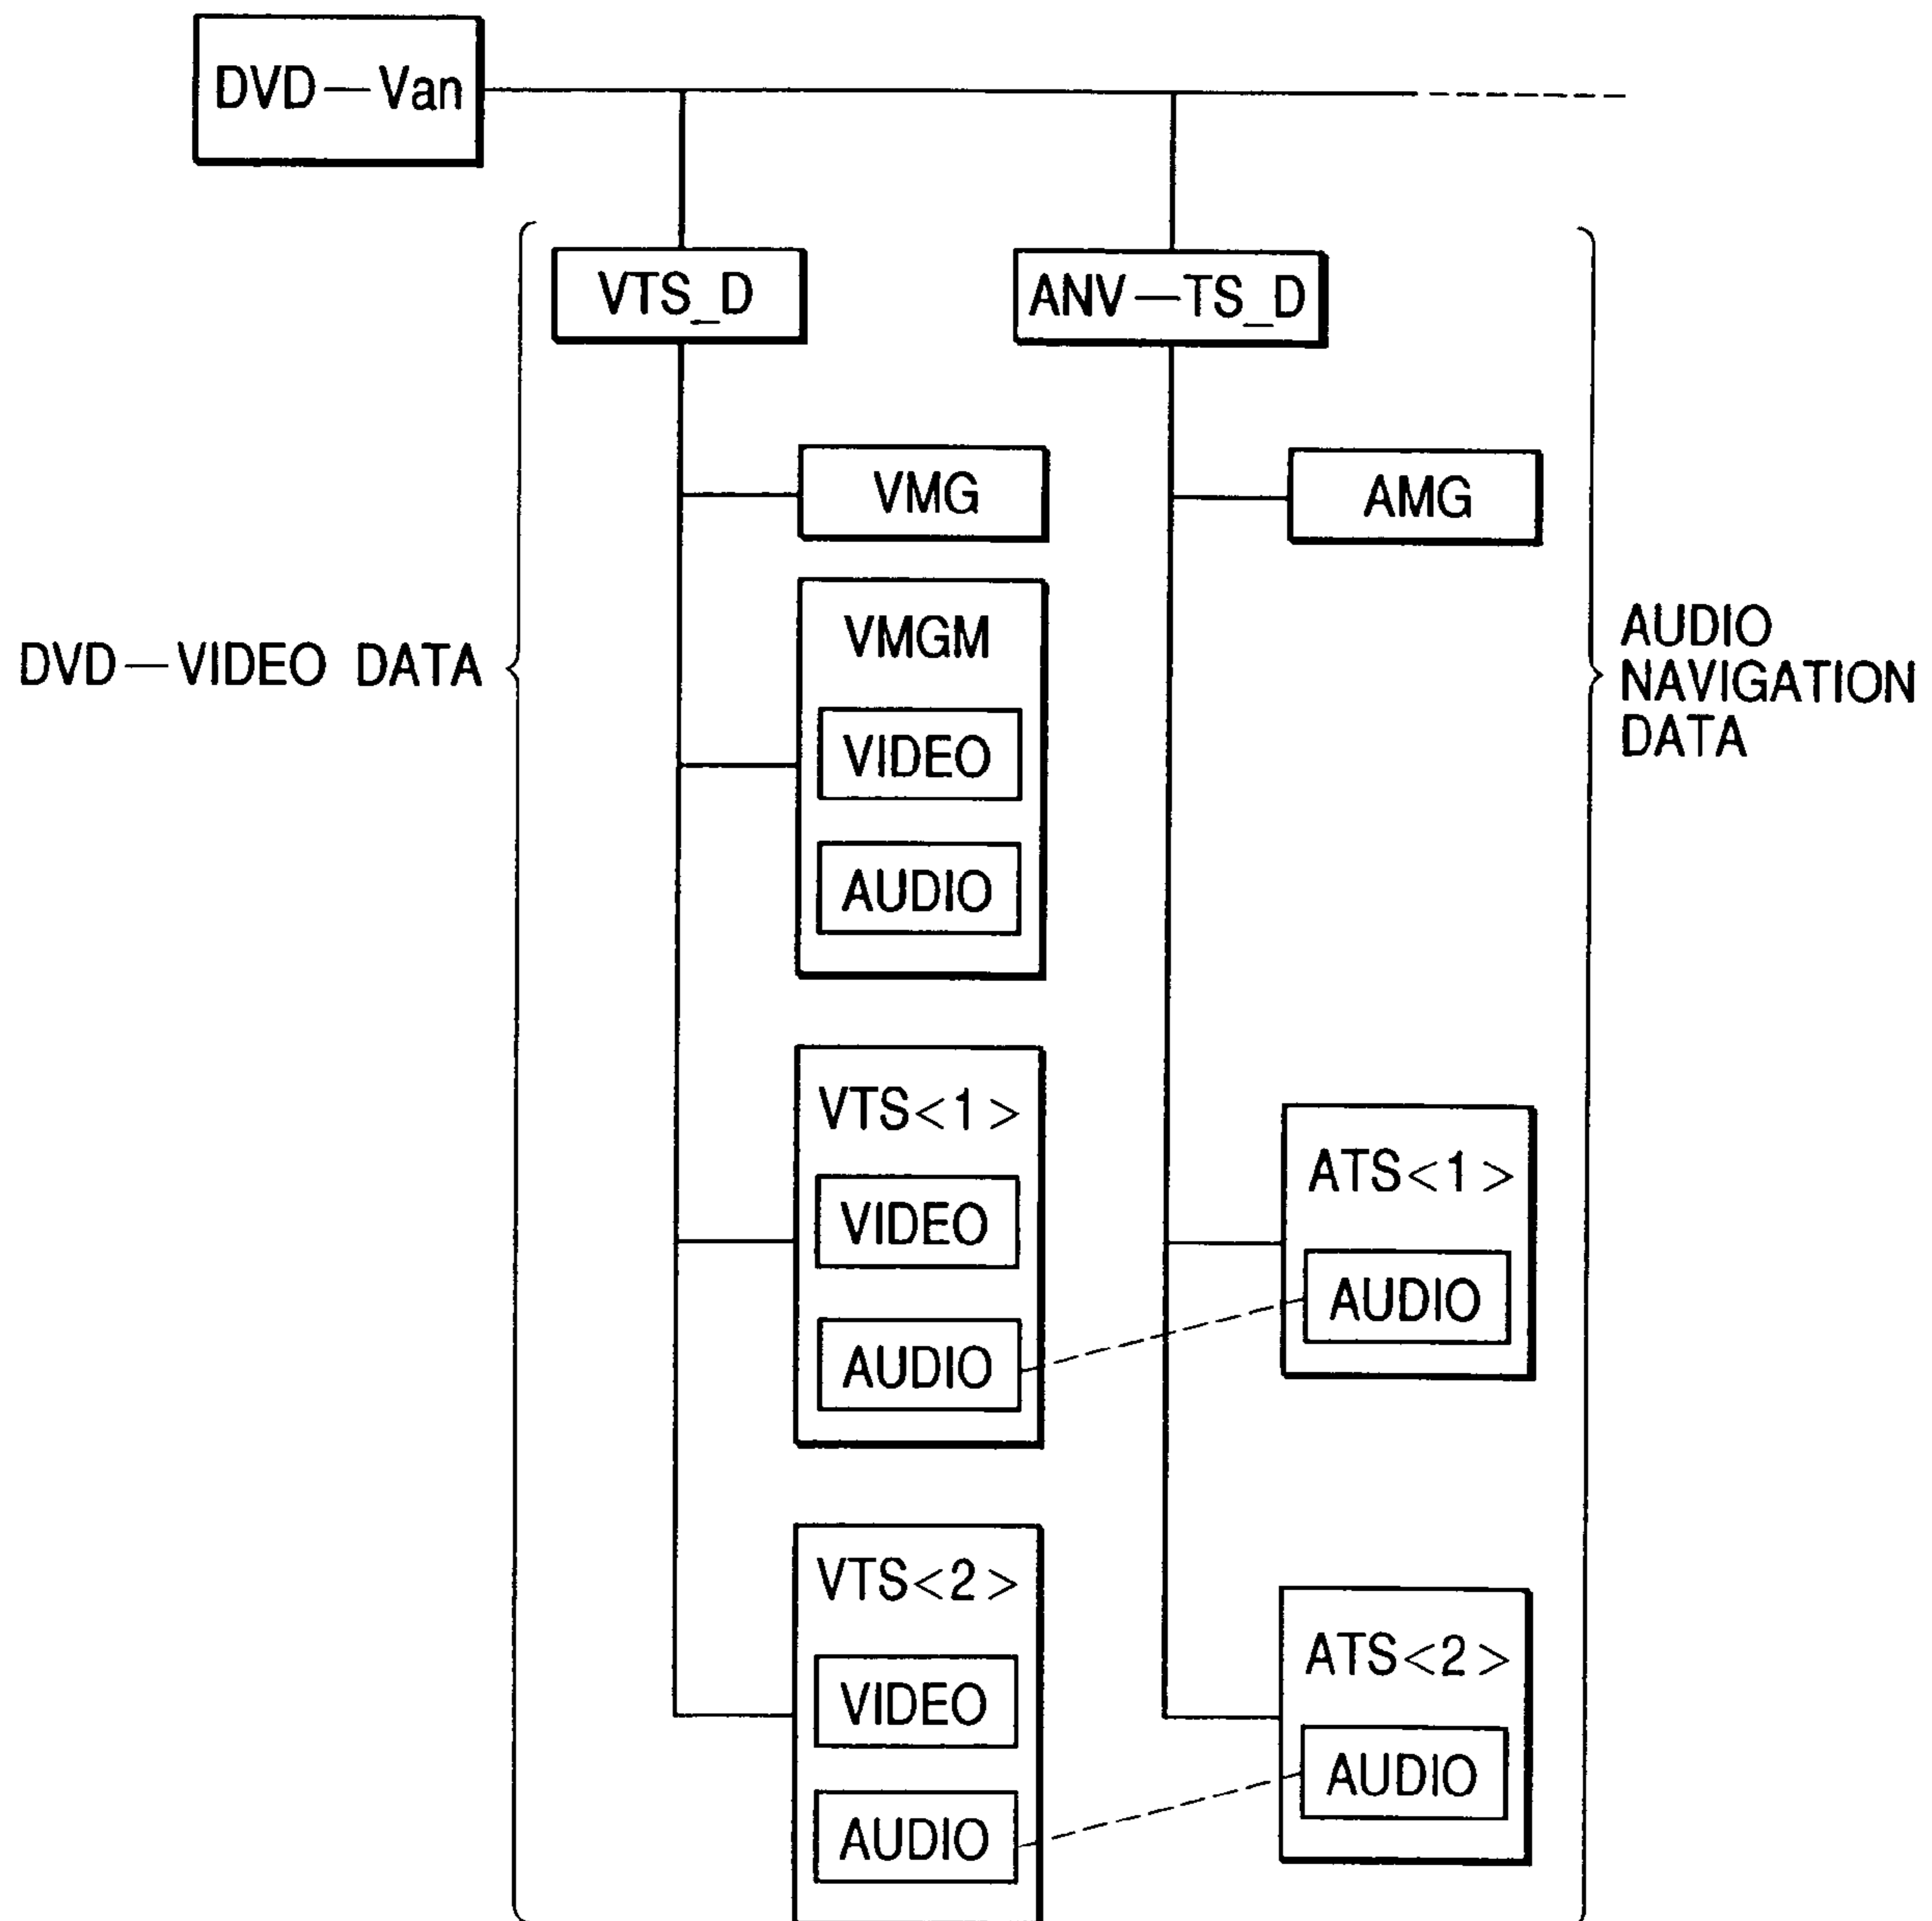 DVD—Van
VTS_D
ANV—TS_D
VMG
AMG
VMGM
VIDEO
AUDIO
DVD—VIDEO DATA
AUDIO
NAVIGATION
DATA
VTS<1>
VIDEO
AUDIO
ATS<1>
AUDIO
VTS<2>
VIDEO
AUDIO
ATS<2>
AUDIO